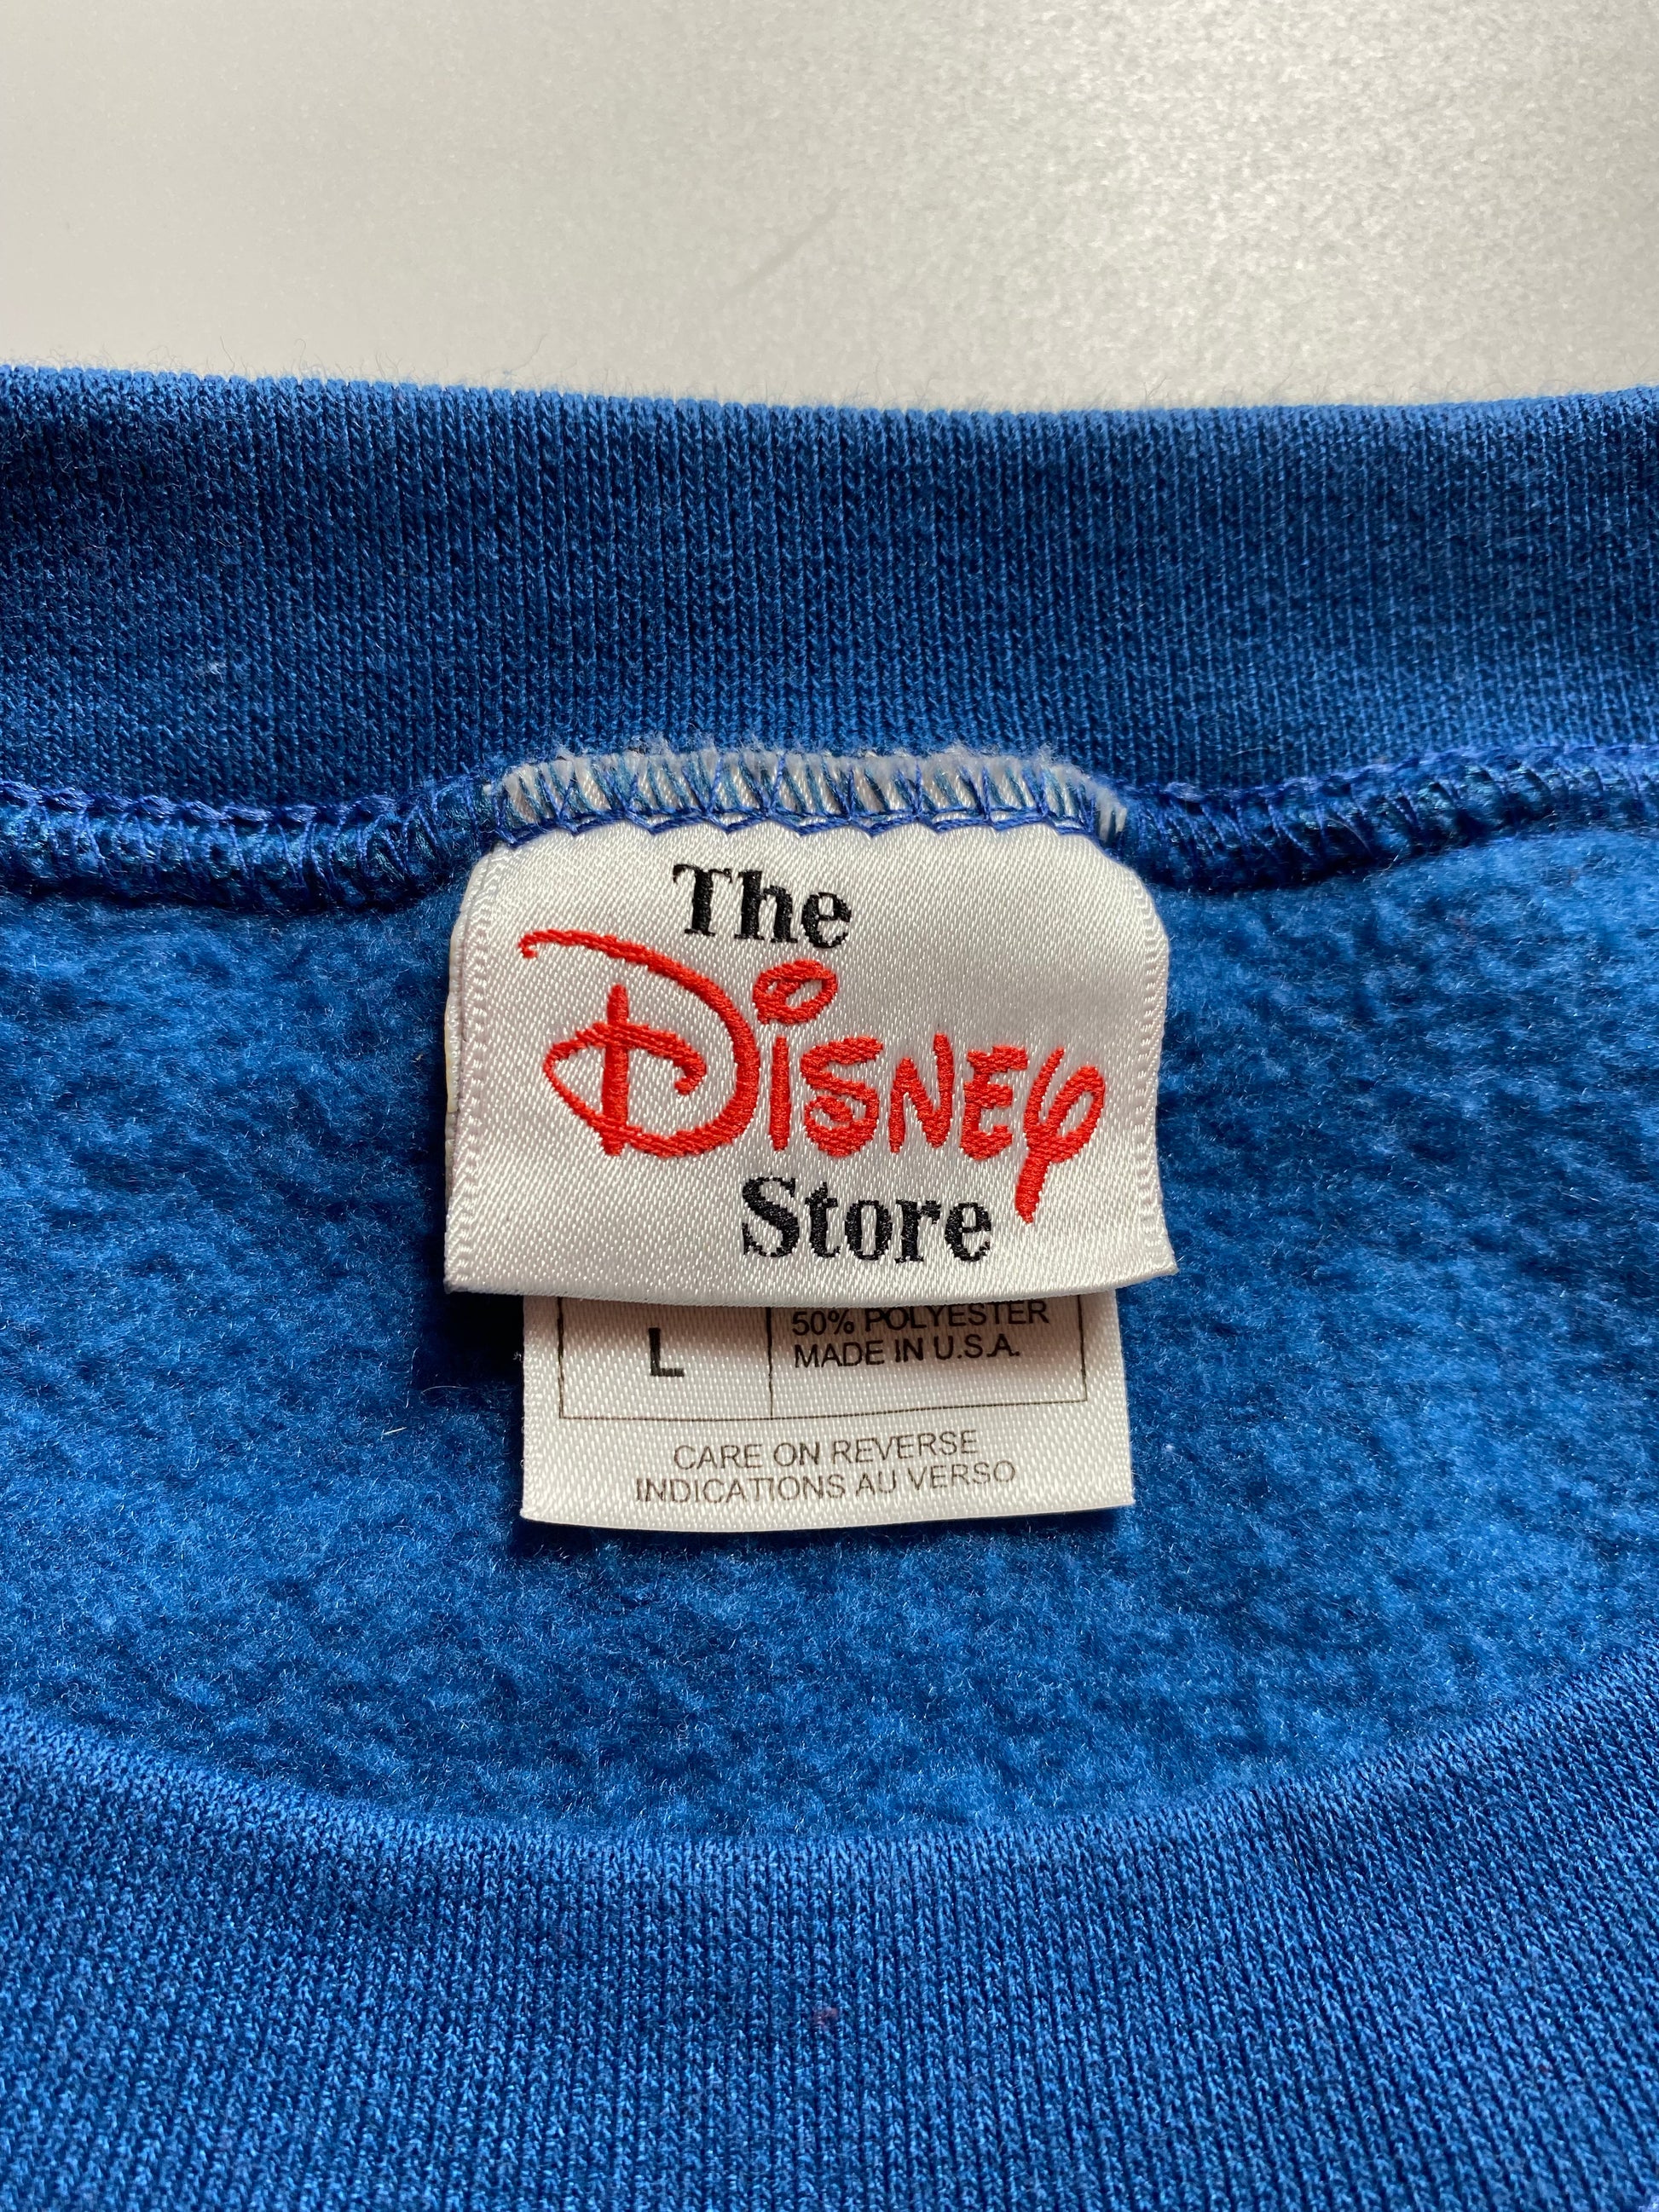 The
Disney
Store
50% POLYESTER
L
MADE IN U.S.A.
CARE ON REVERSE
INDICATIONS AU VERSO